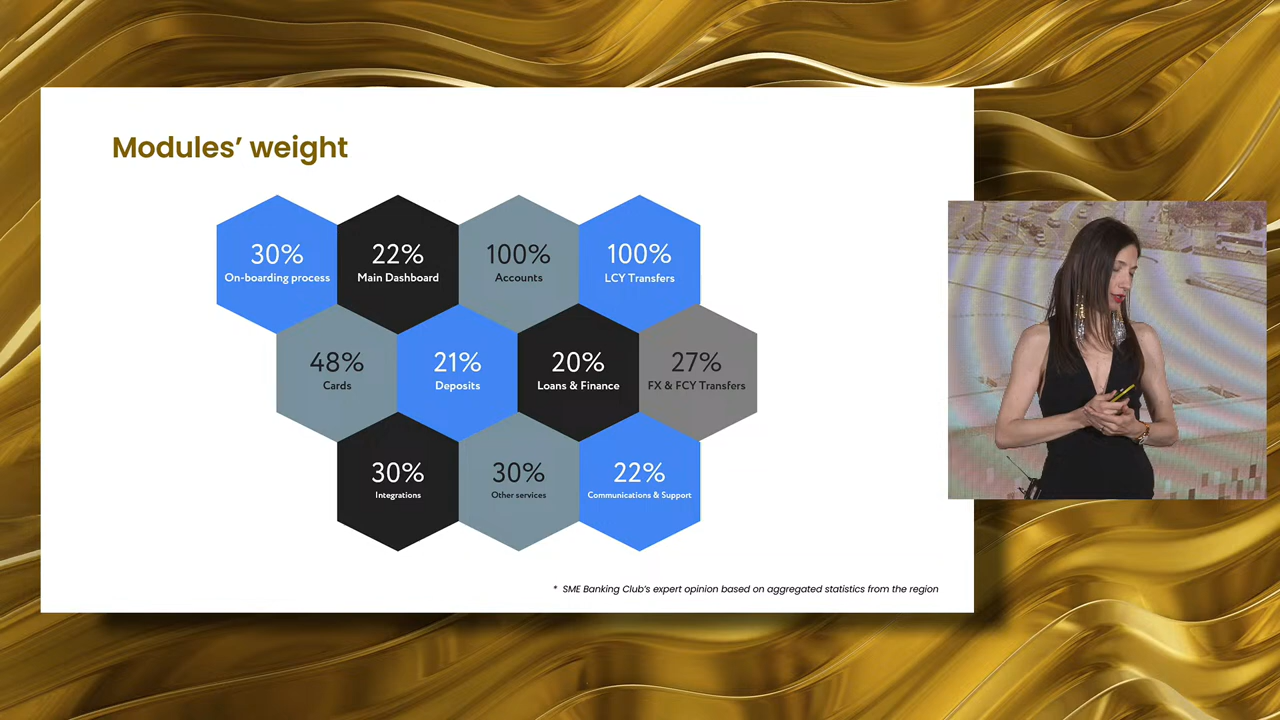 Modules’ weight
30%
On-boarding process
22%
Main Dashboard
100%
Accounts
100%
LCY Transfers
48%
Cards
21%
Deposits
20%
Loans & Finance
27%
FX & FCY Transfers
30%
Integrations
30%
Other services
22%
Communications & Support
* SME Banking Club’s expert opinion based on aggregated statistics from the region